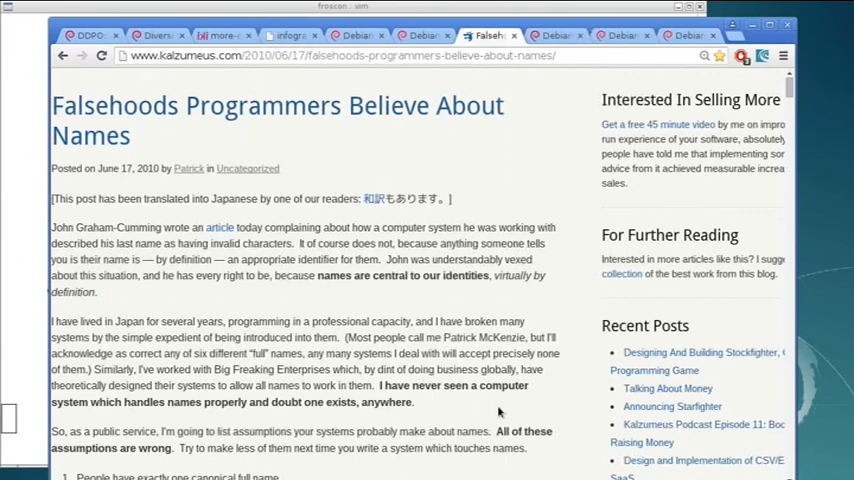 froscon : vim
DDPO:
Divers
more-
infogra
Debian
Debian
Falseh
Debian
Debian
Debian
www.kalzumeus.com/2010/06/17/falsehoods-programmers-believe-about-names/
Falsehoods Programmers Believe About
Names
Posted on June 17, 2010 by Patrick in Uncategorized
[This post has been translated into Japanese by one of our readers: 和訳もあります。]
John Graham-Cumming wrote an article today complaining about how a computer system he was working with
described his last name as having invalid characters. It of course does not, because anything someone tells
you is their name is — by definition — an appropriate identifier for them. John was understandably vexed
about this situation, and he has every right to be, because names are central to our identities, virtually by
definition.
I have lived in Japan for several years, programming in a professional capacity, and I have broken many
systems by the simple expedient of being introduced into them. (Most people call me Patrick McKenzie, but I'll
acknowledge as correct any of six different “full” names, any many systems I deal with will accept precisely none
of them.) Similarly, I've worked with Big Freaking Enterprises which, by dint of doing business globally, have
theoretically designed their systems to allow all names to work in them. I have never seen a computer
system which handles names properly and doubt one exists, anywhere.
So, as a public service, I'm going to list assumptions your systems probably make about names. All of these
assumptions are wrong. Try to make less of them next time you write a system which touches names.
1. People have exactly one canonical full name.
Interested In Selling More
Get a free 45 minute video by me on impro
run experience of your software, absolutely
people have told me that implementing sor
advice from it achieved measurable increa
sales.
For Further Reading
Interested in more articles like this? I sugge
collection of the best work from this blog.
Recent Posts
Designing And Building Stockfighter, O
Programming Game
Talking About Money
Announcing Starfighter
Kalzumeus Podcast Episode 11: Boo
Raising Money
Design and Implementation of CSV/E
SaaS